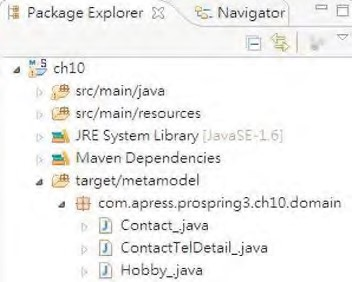 Package Explorer Navigator
ch10
src/main/java
src/main/resources
JRE System Library [JavaSE-1.6]
Maven Dependencies
target/metamodel
com.apress.prospring3.ch10.domain
Contact_.java
ContactTelDetail_.java
Hobby_.java